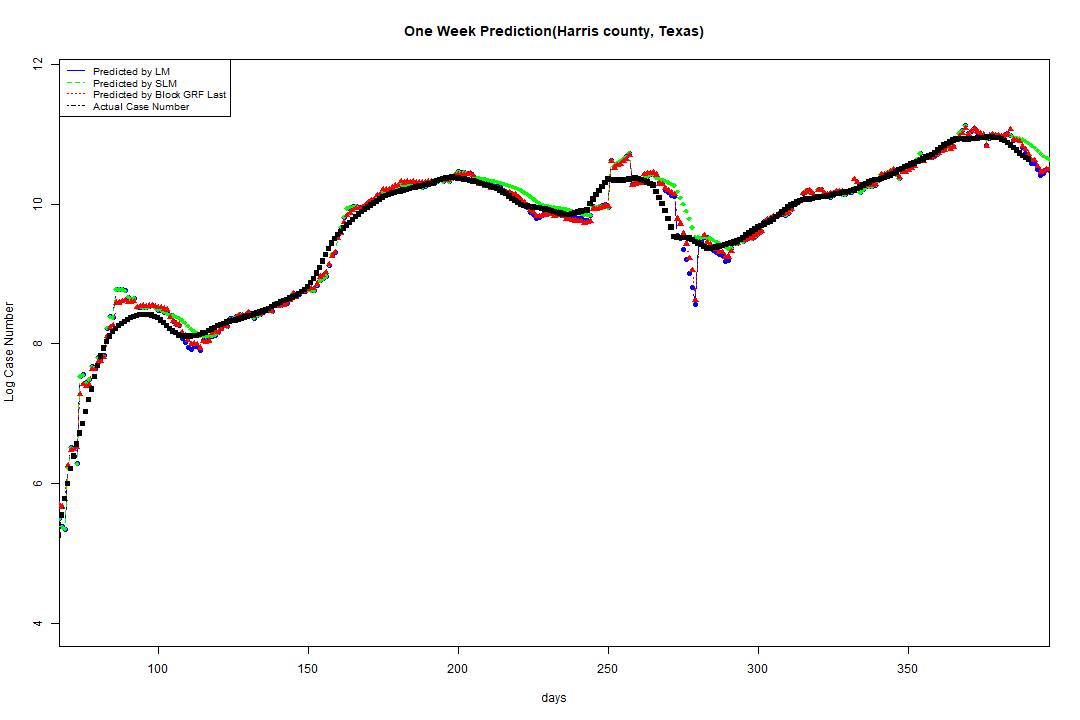 One Week Prediction(Harris county, Texas)
Predicted by LM
Predicted by SLM
Predicted by Block GRF Last
Actual Case Number
12
10
8
6
4
Log Case Number
100 150 200 250 300 350
days